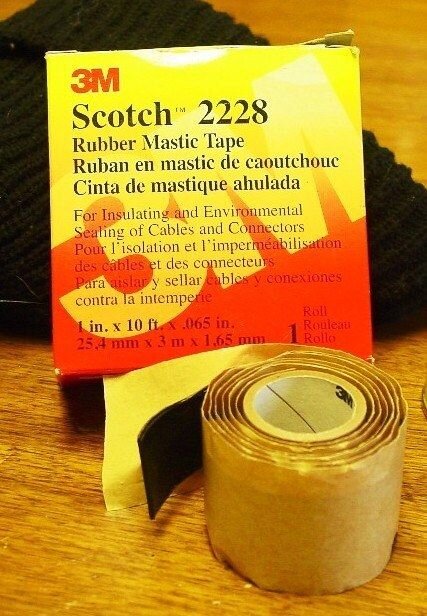 3M
Scotch™ 2228
Rubber Mastic Tape
Ruban en mastic de caoutchouc
Cinta de mastique ahulada
For Insulating and Environmental
Sealing of Cables and Connectors
Pour l'isolation et l'imperméabilisation
des câbles et des connecteurs
Para aislar y sellar cables y conexiones
contra la intemperie
1 in. x 10 ft. x .065 in.
25,4 mm x 3 m x 1,65 mm
1
Roll
Rouleau
Rollo
3M
3M